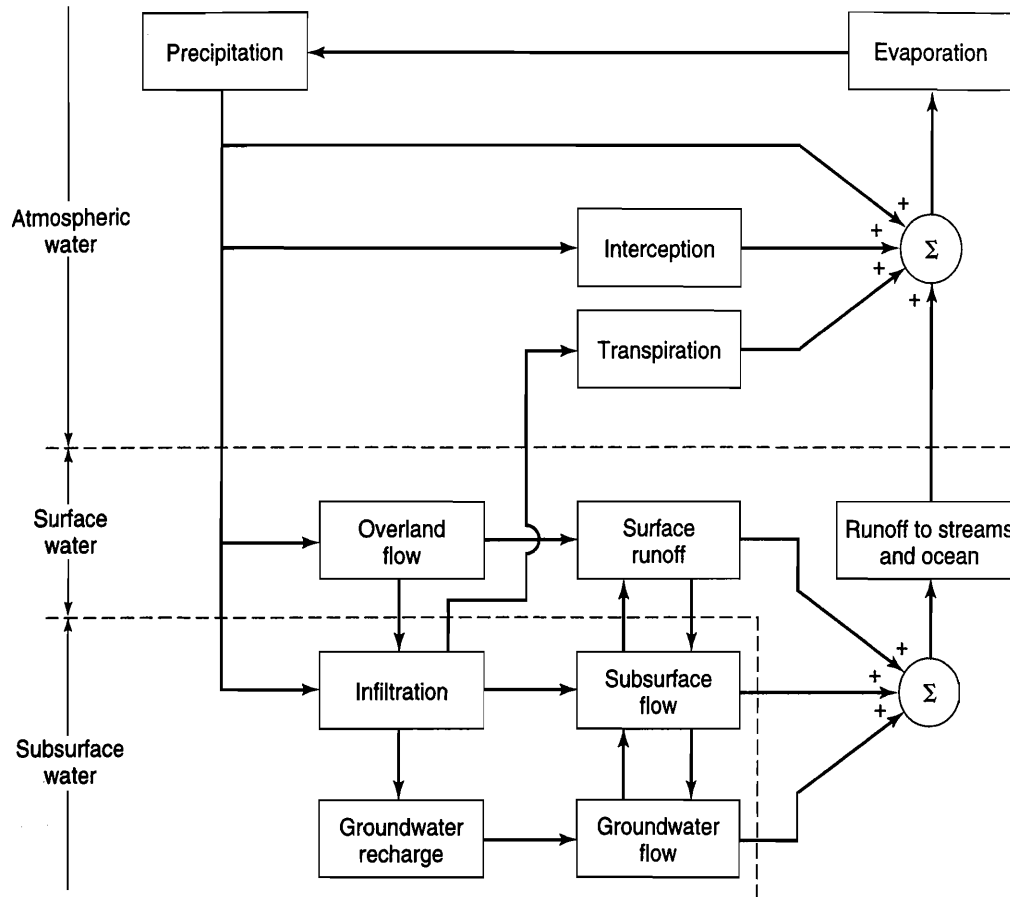 Precipitation
Evaporation
+
Atmospheric
water
Interception
+
Σ
+
Transpiration
+
Surface
water
Overland
flow
Surface
runoff
Runoff to streams
and ocean
+
Infiltration
Subsurface
flow
+
Σ
+
Subsurface
water
Groundwater
recharge
Groundwater
flow